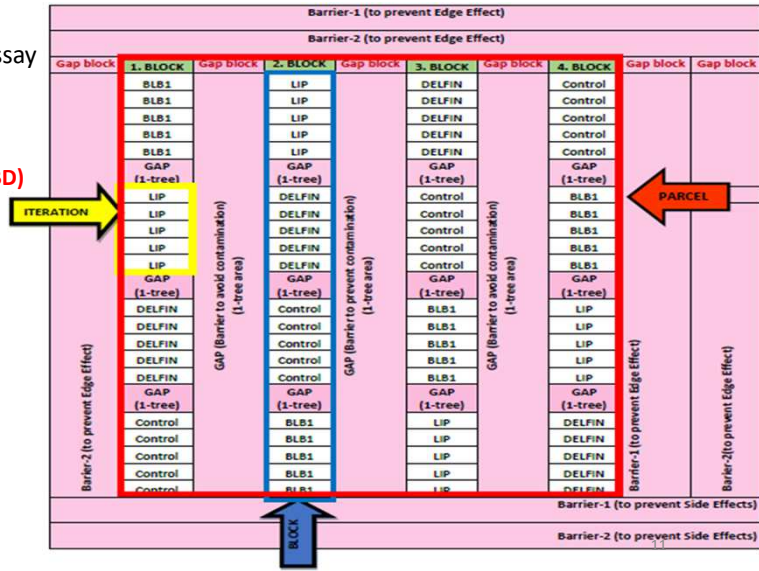 Barrier-1 (to prevent Edge Effect)
Barrier-2 (to prevent Edge Effect)
ssay
Gap block 1. BLOCK Gap block 2. BLOCK Gap block 3. BLOCK Gap block 4. BLOCK Gap block Gap block
BLB1 LIP DELFIN Control
BLB1 LIP DELFIN Control
BLB1 LIP DELFIN Control
BLB1 LIP DELFIN Control
BLB1 LIP DELFIN Control
GAP GAP GAP GAP
(1-tree) (1-tree) (1-tree) (1-tree)
D)
LIP DELFIN Control BLB1
PARCEL
ITERATION
LIP DELFIN Control BLB1
LIP DELFIN Control BLB1
LIP DELFIN Control BLB1
LIP DELFIN Control BLB1
GAP GAP GAP GAP
(1-tree) (1-tree) (1-tree) (1-tree)
DELFIN Control BLB1 LIP
DELFIN Control BLB1 LIP
DELFIN Control BLB1 LIP
DELFIN Control BLB1 LIP
DELFIN Control BLB1 LIP
GAP GAP GAP GAP
(1-tree) (1-tree) (1-tree) (1-tree)
Control BLB1 LIP DELFIN
Control BLB1 LIP DELFIN
Control BLB1 LIP DELFIN
Control BLB1 LIP DELFIN
Control BLB1 LIP DELFIN
Barier-2 (to prevent Edge Effect)
GAP (Barrier to avoid contamination)
(1-tree area)
GAP (Barrier to prevent contamination)
(1-tree area)
GAP (Barrier to avoid contamination)
(1-tree area)
Barrier-1 (to prevent Edge Effect)
Barier-2(to prevent Edge Effect)
Barrier-1 (to prevent Side Effects)
BLOCK
Barrier-2 (to prevent Side Effects)
11